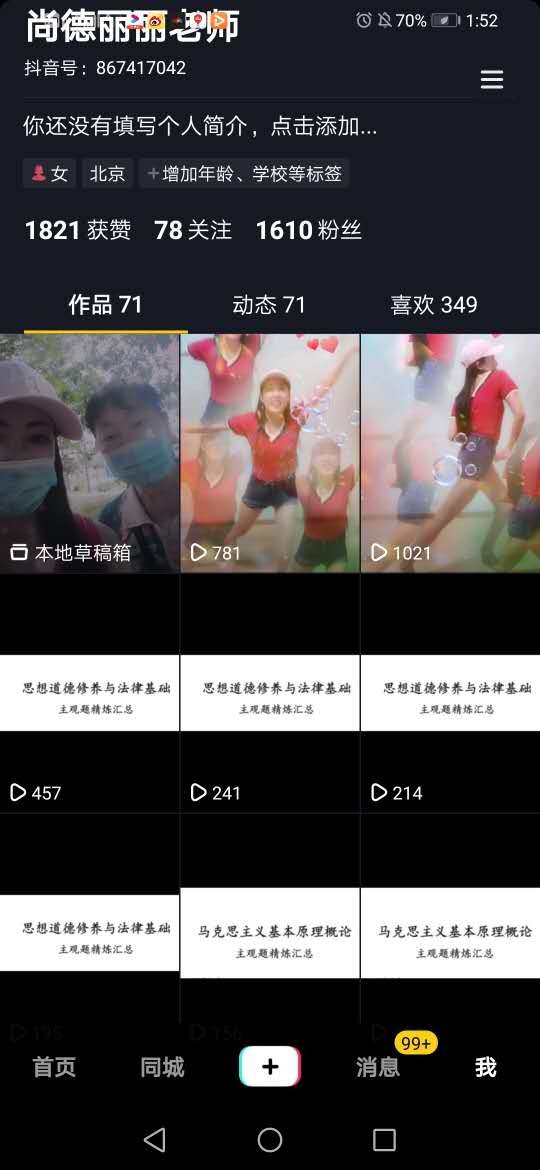 尚德丽丽老师
70% 1:52
抖音号：867417042
你还没有填写个人简介，点击添加...
女 北京 +增加年龄、学校等标签
1821 获赞 78 关注 1610 粉丝
作品 71 动态 71 喜欢 349
本地草稿箱 781 1021
思想道德修养与法律基础 思想道德修养与法律基础 思想道德修养与法律基础
主观题精炼汇总 主观题精炼汇总 主观题精炼汇总
457 241 214
思想道德修养与法律基础 马克思主义基本原理概论 马克思主义基本原理概论
主观题精炼汇总 主观题精炼汇总 主观题精炼汇总
195 156
99+
首页 同城 + 消息 我